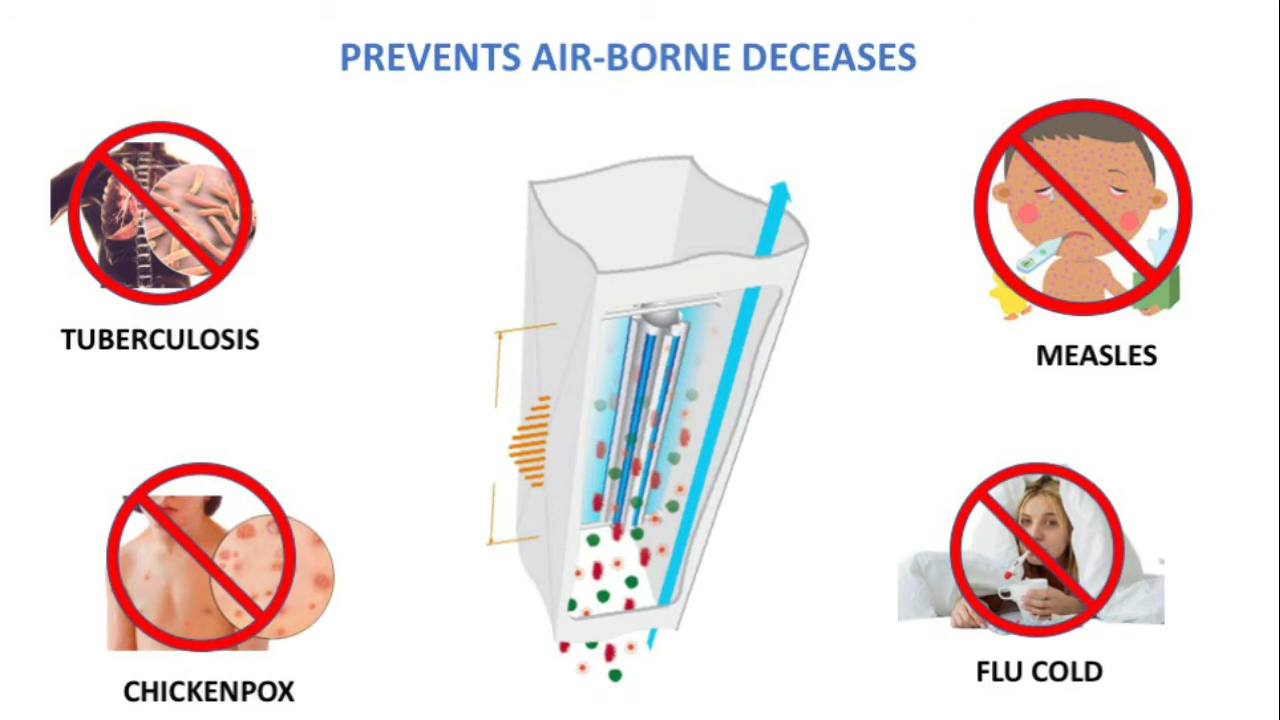 PREVENTS AIR-BORNE DECEASES
TUBERCULOSIS
MEASLES
CHICKENPOX
FLU COLD